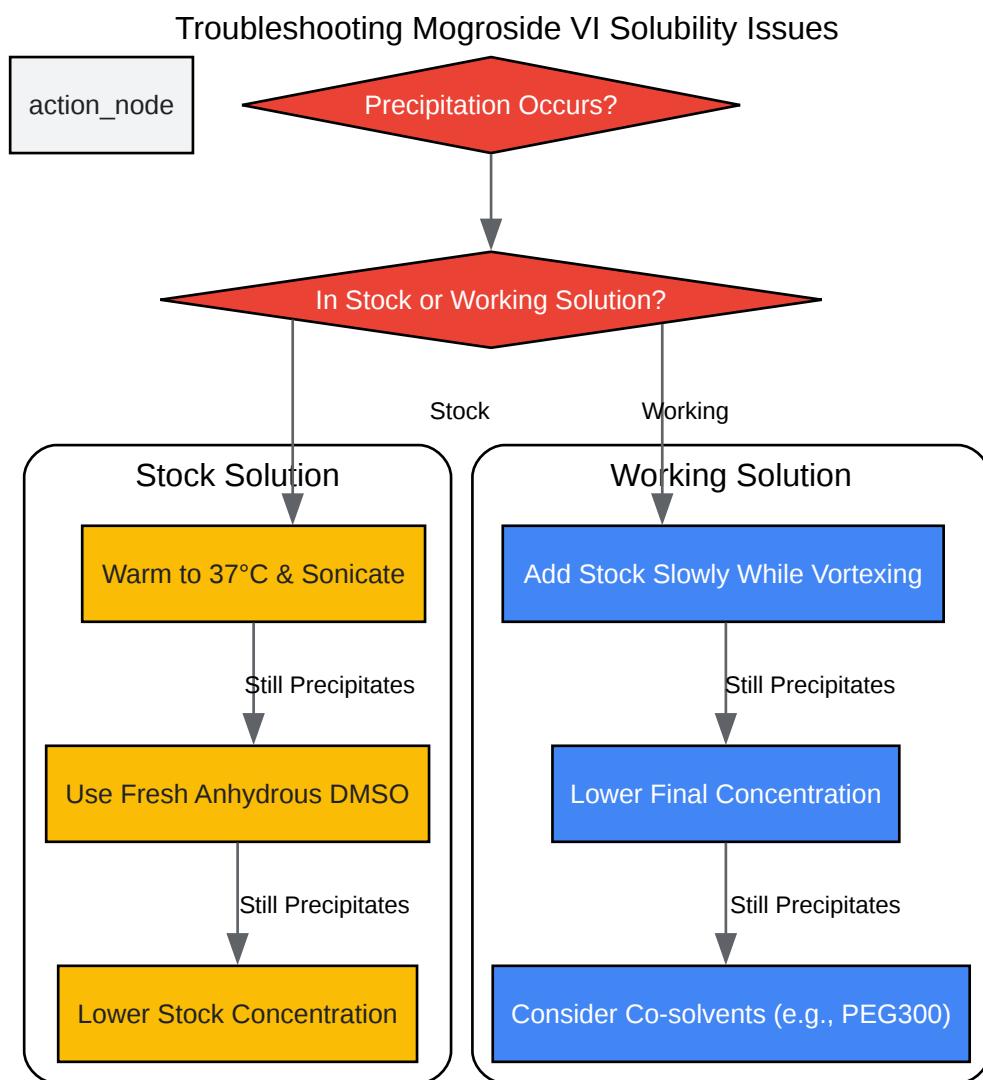 Troubleshooting Mogroside VI Solubility Issues
action_node
Precipitation Occurs?
In Stock or Working Solution?
Stock
Working
Stock Solution
Warm to 37°C & Sonicate
Still Precipitates
Use Fresh Anhydrous DMSO
Still Precipitates
Lower Stock Concentration
Working Solution
Add Stock Slowly While Vortexing
Still Precipitates
Lower Final Concentration
Still Precipitates
Consider Co-solvents (e.g., PEG300)